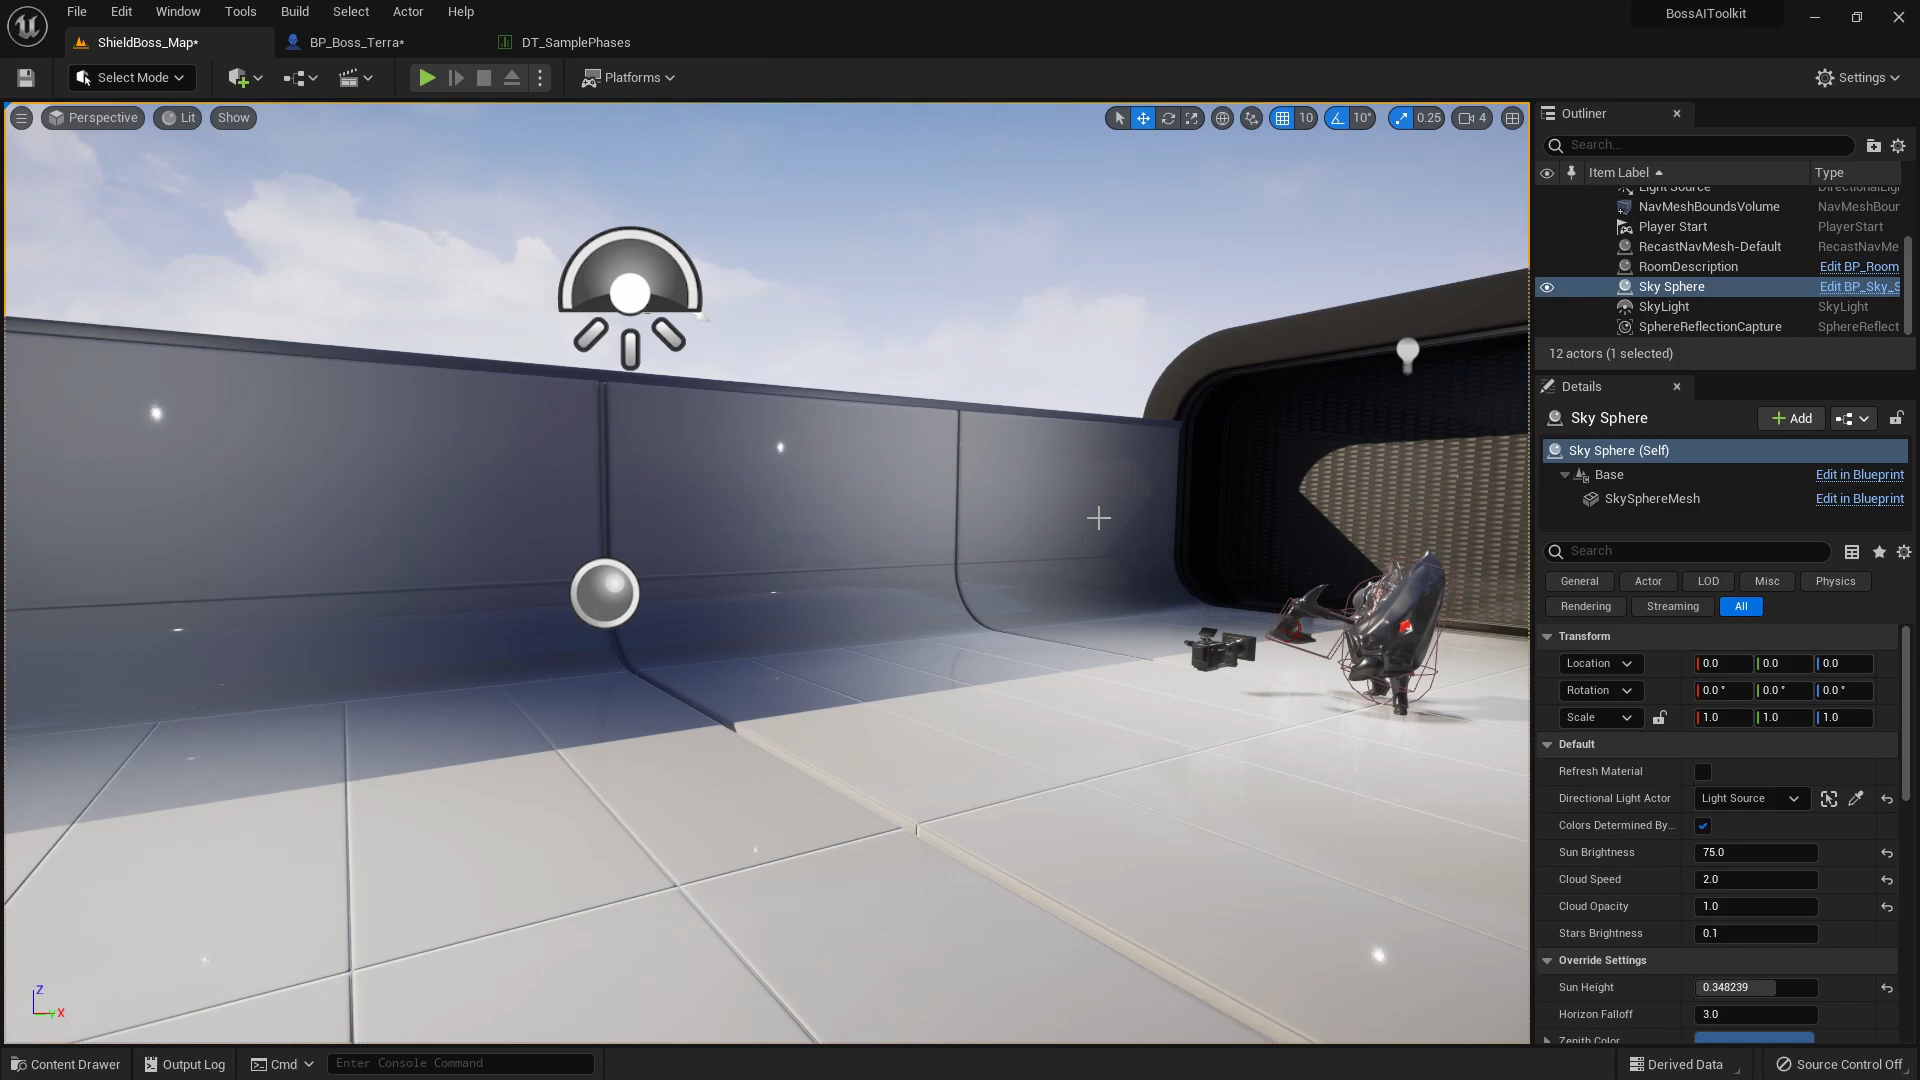 File Edit Window Tools Build Select Actor Help
BossAIToolkit
ShieldBoss_Map*
BP_Boss_Terra*
DT_SamplePhases
Select Mode
Platforms
Settings
Perspective
Lit
Show
10
10°
0.25
4
Outliner
Search...
Item Label
Type
Light Source
NavMeshBoundsVolume NavMeshBoun
Player Start PlayerStart
RecastNavMesh-Default RecastNavMe
RoomDescription Edit BP_Room
Sky Sphere Edit BP_Sky_S
SkyLight SkyLight
SphereReflectionCapture SphereReflect
12 actors (1 selected)
Details
Sky Sphere
Add
Sky Sphere (Self)
Base Edit in Blueprint
SkySphereMesh Edit in Blueprint
Search
General Actor LOD Misc Physics
Rendering Streaming All
Transform
Location 0.0 0.0 0.0
Rotation 0.0 ° 0.0 ° 0.0 °
Scale 1.0 1.0 1.0
Default
Refresh Material
Directional Light Actor Light Source
Colors Determined By...
Sun Brightness 75.0
Cloud Speed 2.0
Cloud Opacity 1.0
Stars Brightness 0.1
Override Settings
Sun Height 0.348239
Horizon Falloff 3.0
Zenith Color
Z
Y
X
Content Drawer
Output Log
Cmd
Enter Console Command
Derived Data
Source Control Off